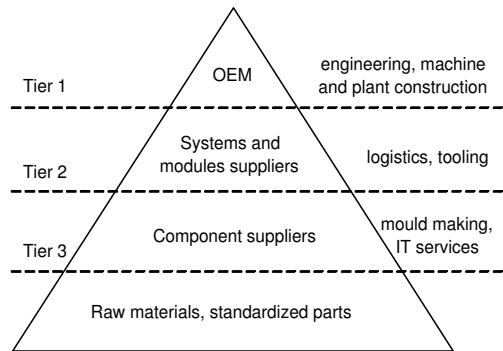 OEM
engineering, machine
and plant construction
Tier 1
Systems and
modules suppliers
logistics, tooling
Tier 2
Component suppliers
mould making,
IT services
Tier 3
Raw materials, standardized parts